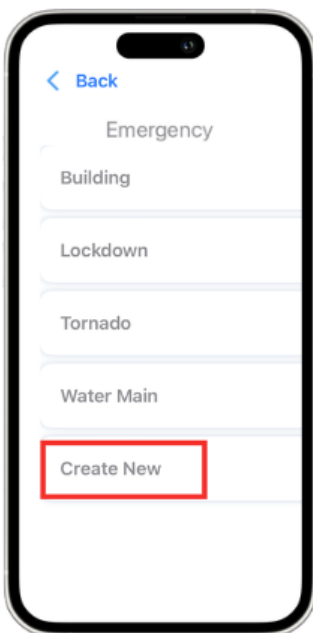 Back
Emergency
Building
Lockdown
Tornado
Water Main
Create New